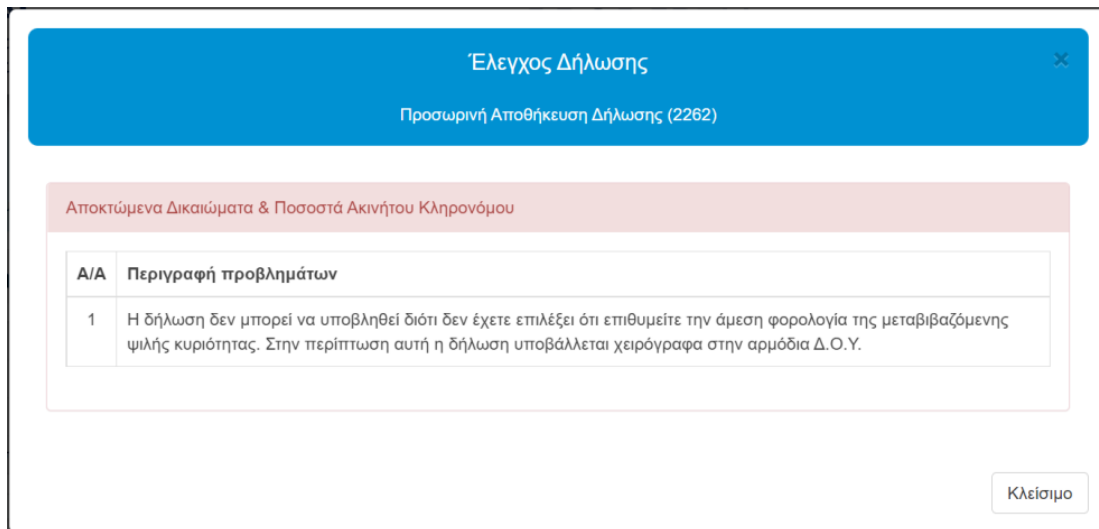 Έλεγχος Δήλωσης
×
Προσωρινή Αποθήκευση Δήλωσης (2262)
Αποκτώμενα Δικαιώματα & Ποσοστά Ακινήτου Κληρονόμου
Α/Α Περιγραφή προβλημάτων
1 Η δήλωση δεν μπορεί να υποβληθεί διότι δεν έχετε επιλέξει ότι επιθυμείτε την άμεση φορολογία της μεταβιβαζόμενης
ψιλής κυριότητας. Στην περίπτωση αυτή η δήλωση υποβάλλεται χειρόγραφα στην αρμόδια Δ.Ο.Υ.
Κλείσιμο